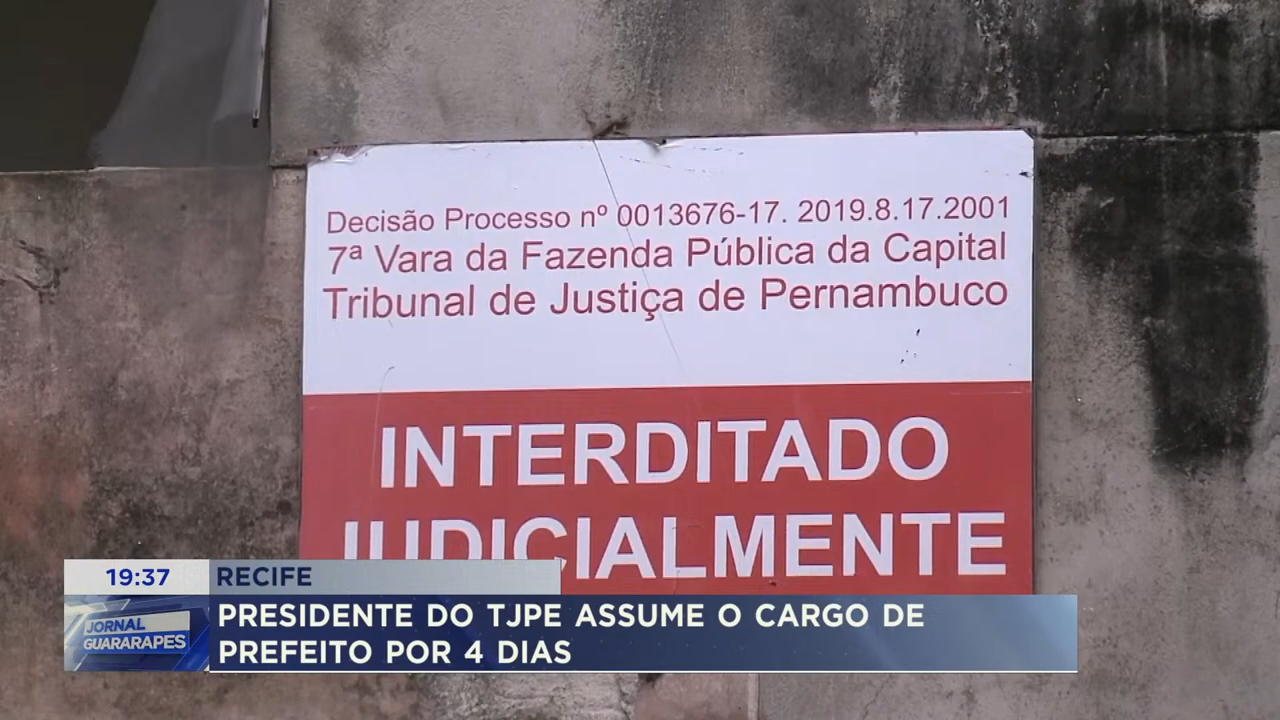 Decisão Processo nº 0013676-17. 2019.8.17.2001
7ª Vara da Fazenda Pública da Capital
Tribunal de Justiça de Pernambuco
INTERDITADO
JUDICIALMENTE
19:37
RECIFE
JORNAL
GUARARAPES
PRESIDENTE DO TJPE ASSUME O CARGO DE
PREFEITO POR 4 DIAS